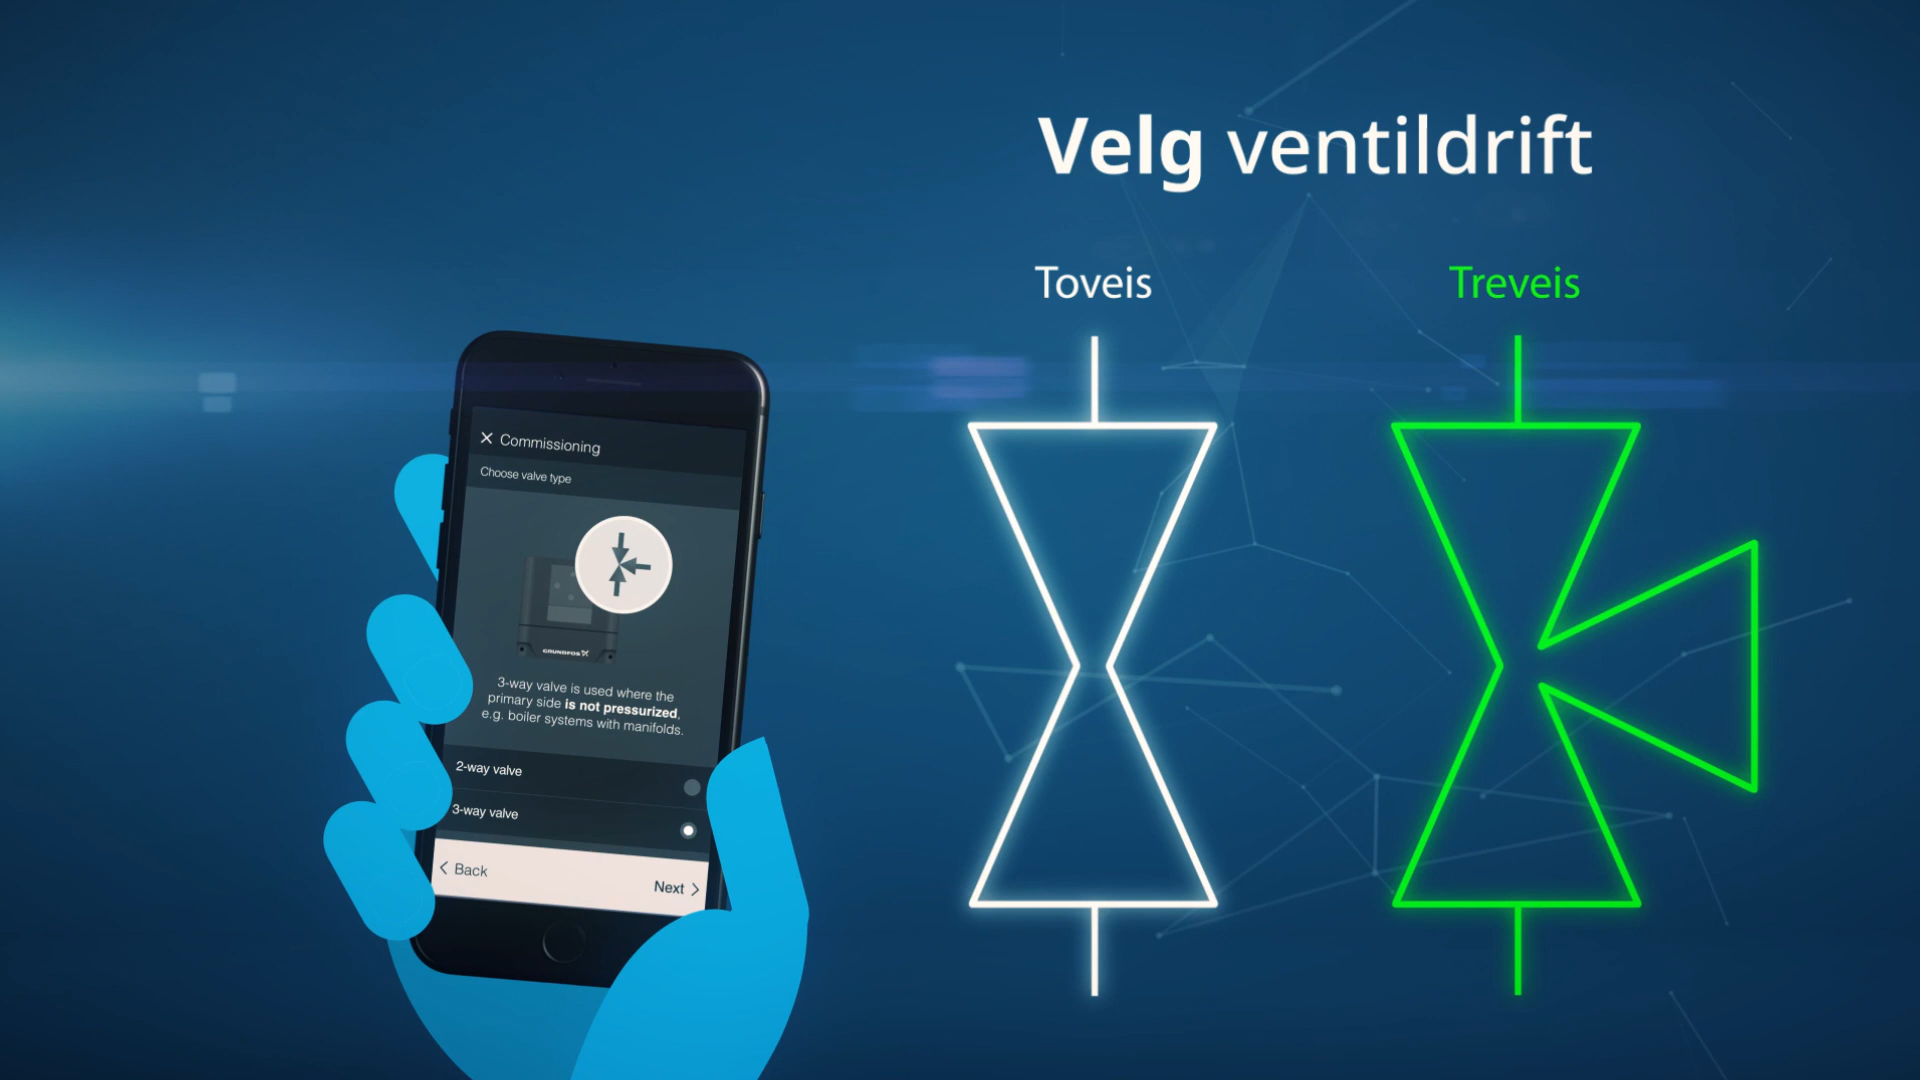 Velg ventildrift
Toveis
Treveis
Commissioning
Choose valve type
GRUNDFOS
3-way valve is used where the
primary side is not pressurized,
e.g. boiler systems with manifolds.
2-way valve
3-way valve
Back
Next